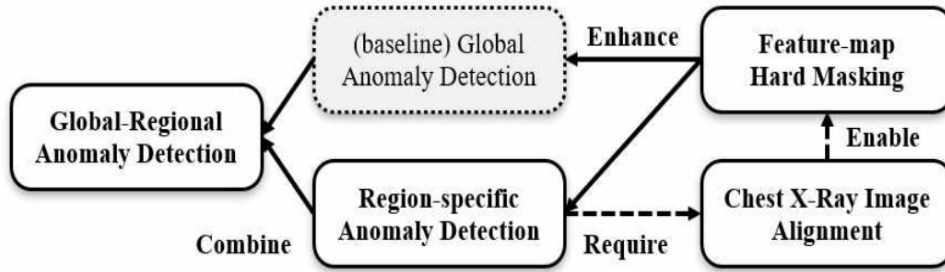 (baseline) Global
Anomaly Detection
Enhance
Feature-map
Hard Masking
Global-Regional
Anomaly Detection
Enable
Combine
Region-specific
Anomaly Detection
Require
Chest X-Ray Image
Alignment